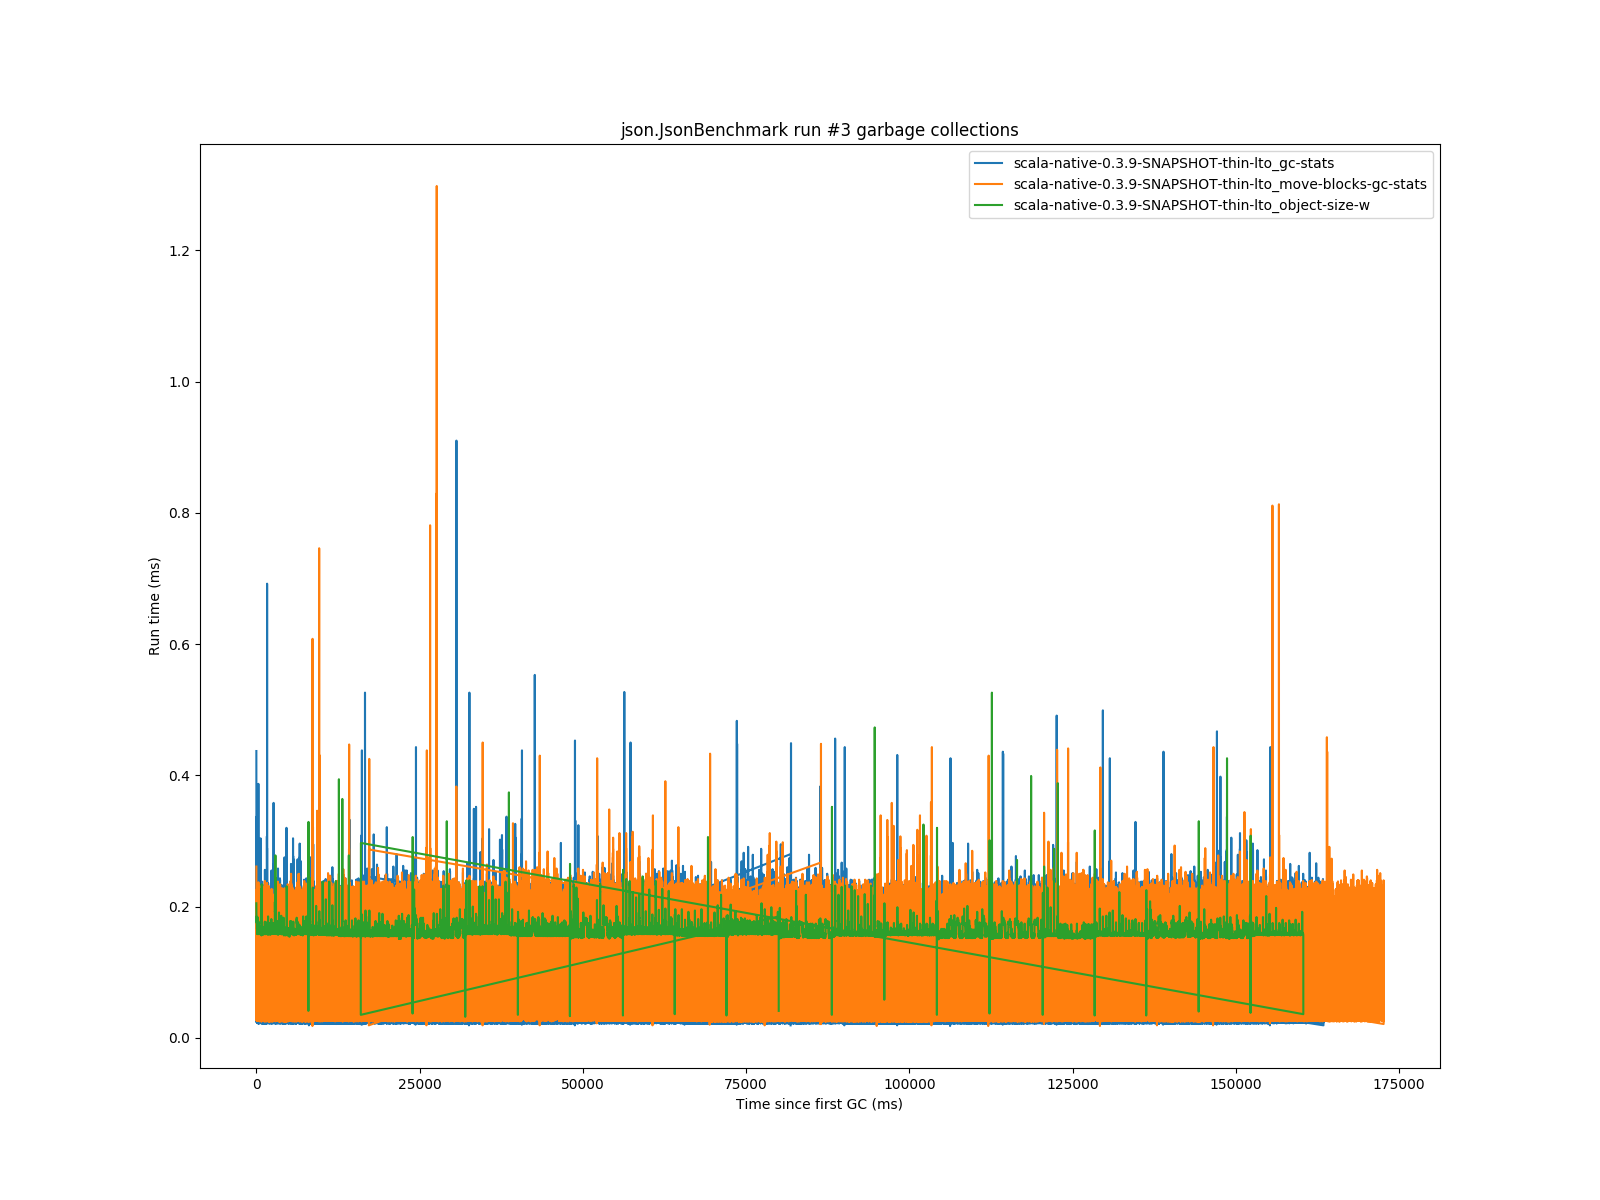 json.JsonBenchmark run #3 garbage collections
scala-native-0.3.9-SNAPSHOT-thin-lto_gc-stats
scala-native-0.3.9-SNAPSHOT-thin-lto_move-blocks-gc-stats
scala-native-0.3.9-SNAPSHOT-thin-lto_object-size-w
Run time (ms)
1.2
1.0
0.8
0.6
0.4
0.2
0.0
0 25000 50000 75000 100000 125000 150000 175000
Time since first GC (ms)